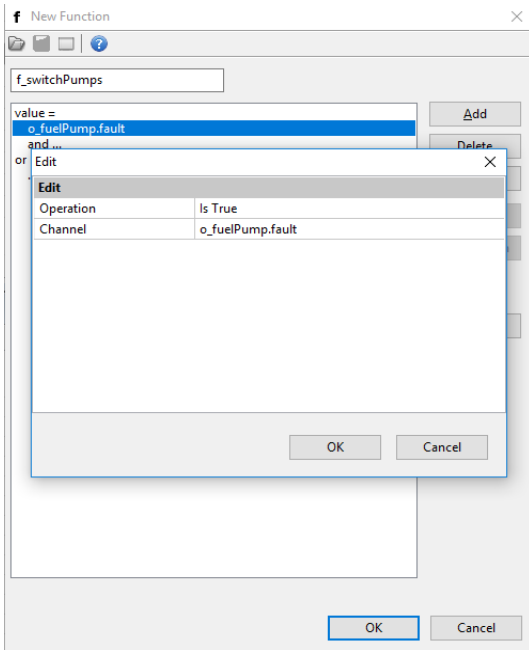 f New Function
f_switchPumps
value =
o_fuelPump.fault
and ...
or
Add
Delete
Edit
Edit
Operation Is True
Channel o_fuelPump.fault
OK Cancel
OK Cancel